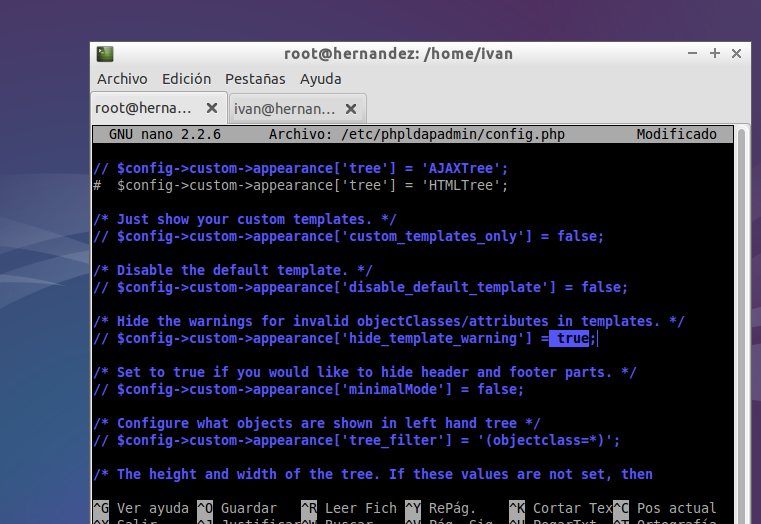 root@hernandez: /home/ivan
Archivo Edición Pestañas Ayuda
root@herna... ivan@hernan...
GNU nano 2.2.6 Archivo: /etc/phpldapadmin/config.php Modificado
// $config->custom->appearance['tree'] = 'AJAXTree';
#  $config->custom->appearance['tree'] = 'HTMLTree';
/* Just show your custom templates. */
// $config->custom->appearance['custom_templates_only'] = false;
/* Disable the default template. */
// $config->custom->appearance['disable_default_template'] = false;
/* Hide the warnings for invalid objectClasses/attributes in templates. */
// $config->custom->appearance['hide_template_warning'] = true;
/* Set to true if you would like to hide header and footer parts. */
// $config->custom->appearance['minimalMode'] = false;
/* Configure what objects are shown in left hand tree */
// $config->custom->appearance['tree_filter'] = '(objectclass=*)';
/* The height and width of the tree. If these values are not set, then
^G Ver ayuda ^O Guardar ^R Leer Fich ^Y RePág. ^K Cortar Tex ^C Pos actual
^X Salir ^J Justificar ^W Buscar ^V Pág. Sig. ^U PegarTxt ^T Ortografía